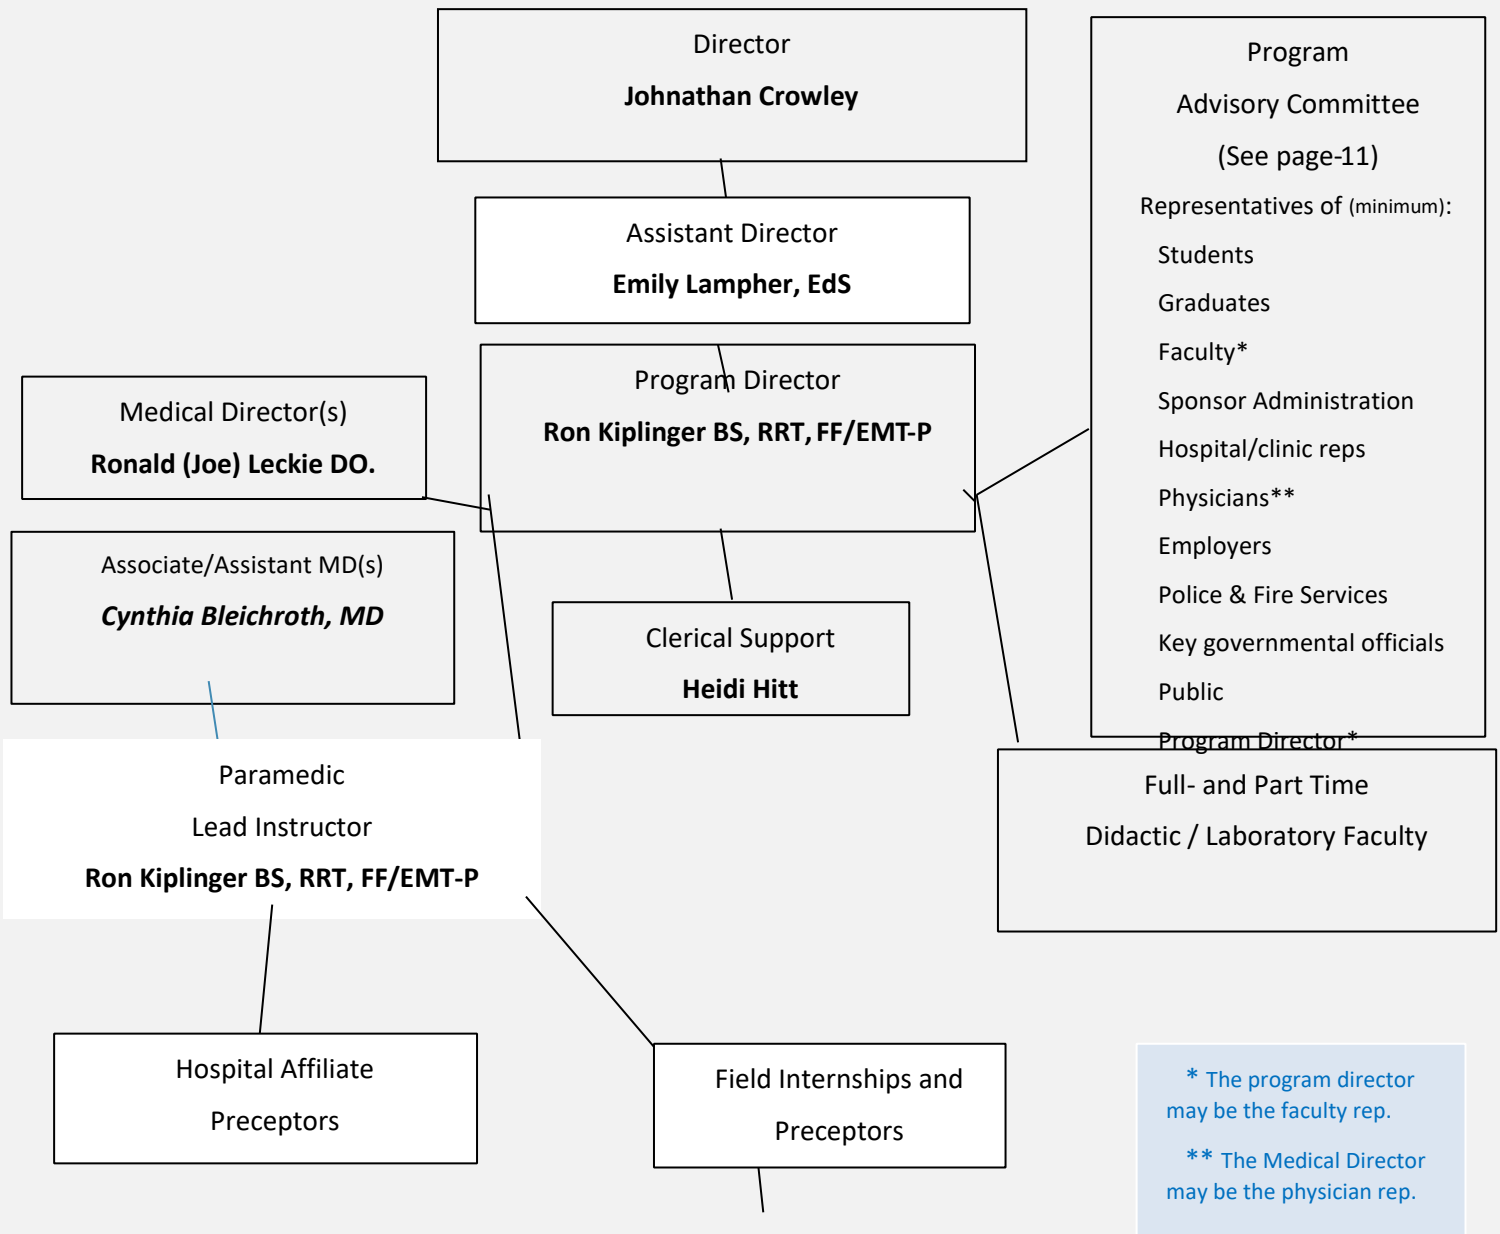 Director
Johnathan Crowley
Assistant Director
Emily Lampher, EdS
Program Director
Ron Kiplinger BS, RRT, FF/EMT-P
Medical Director(s)
Ronald (Joe) Leckie DO.
Associate/Assistant MD(s)
Cynthia Bleichroth, MD
Clerical Support
Heidi Hitt
Program
Advisory Committee
(See page-11)
Representatives of (minimum):
Students
Graduates
Faculty*
Sponsor Administration
Hospital/clinic reps
Physicians**
Employers
Police & Fire Services
Key governmental officials
Public
Program Director*
Paramedic
Lead Instructor
Ron Kiplinger BS, RRT, FF/EMT-P
Full- and Part Time
Didactic / Laboratory Faculty
Hospital Affiliate
Preceptors
Field Internships and
Preceptors
* The program director
may be the faculty rep.
** The Medical Director
may be the physician rep.